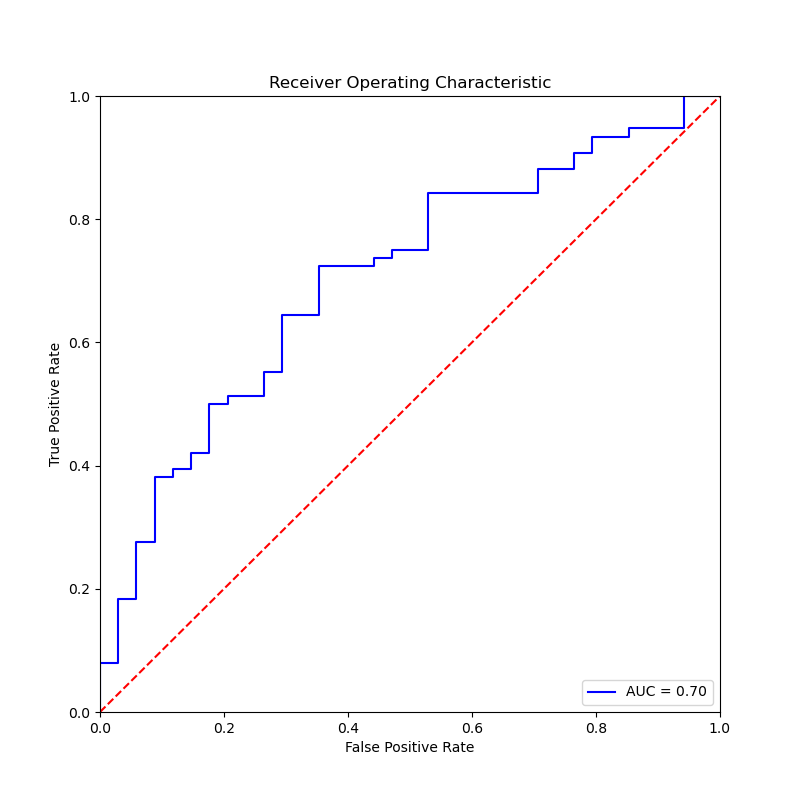 Receiver Operating Characteristic
1.0
0.8
0.6
0.4
0.2
0.0
True Positive Rate
AUC = 0.70
0.0 0.2 0.4 0.6 0.8 1.0
False Positive Rate